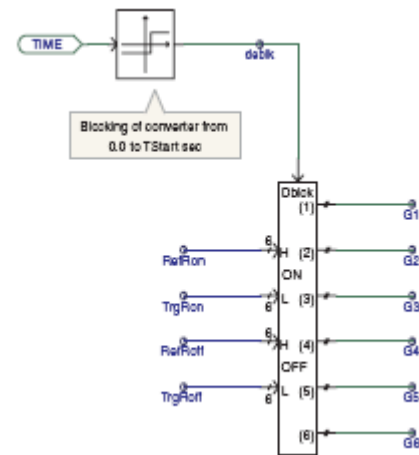 TIME
deblk
Blocking of converter from
0.0 to TStart sec
Dblck
(1)
G1
6
RefRon
H
(2)
G2
ON
TrgRon
L
(3)
G3
6
6
RefRoff
H
(4)
G4
OFF
TrgRoff
L
(5)
G5
6
(6)
G6